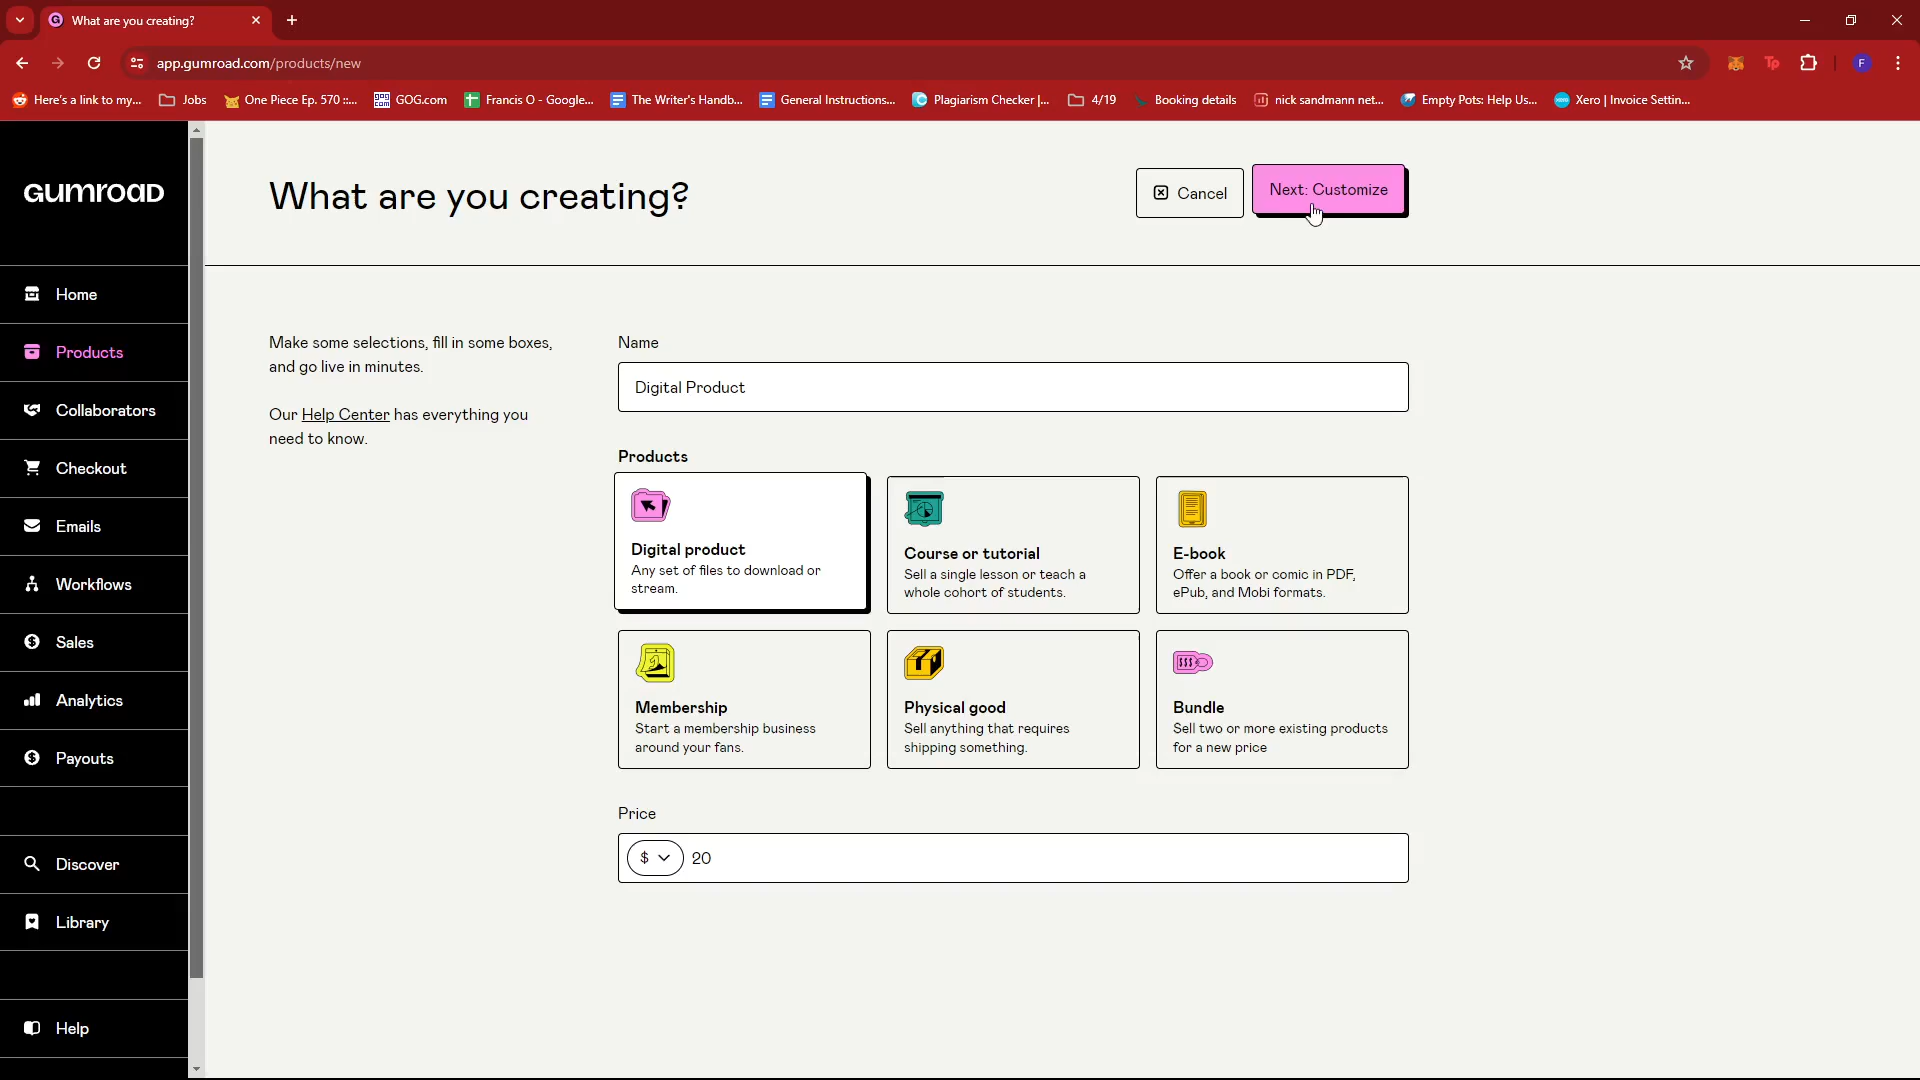 What are you creating?
app.gumroad.com/products/new
F
Here's a link to my...
Jobs
One Piece Ep. 570 ::...
GOG.com
Francis O - Google...
The Writer's Handb...
General Instructions...
Plagiarism Checker |...
4/19
Booking details
nick sandmann net...
Empty Pots: Help Us...
Xero | Invoice Settin...
GUMROAD
Home
Products
Collaborators
Checkout
Emails
Workflows
Sales
Analytics
Payouts
Discover
Library
Help
What are you creating?
Cancel
Next: Customize
Make some selections, fill in some boxes,
and go live in minutes.
Our Help Center has everything you
need to know.
Name
Digital Product
Products
Digital product
Any set of files to download or
stream.
Course or tutorial
Sell a single lesson or teach a
whole cohort of students.
E-book
Offer a book or comic in PDF,
ePub, and Mobi formats.
Membership
Start a membership business
around your fans.
Physical good
Sell anything that requires
shipping something.
Bundle
Sell two or more existing products
for a new price
Price
$ 20